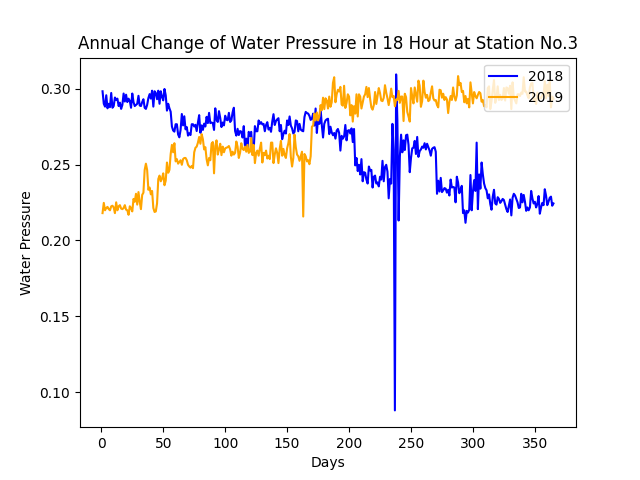 Annual Change of Water Pressure in 18 Hour at Station No.3
2018
2019
0.30
0.25
0.20
0.15
0.10
Water Pressure
0 50 100 150 200 250 300 350
Days